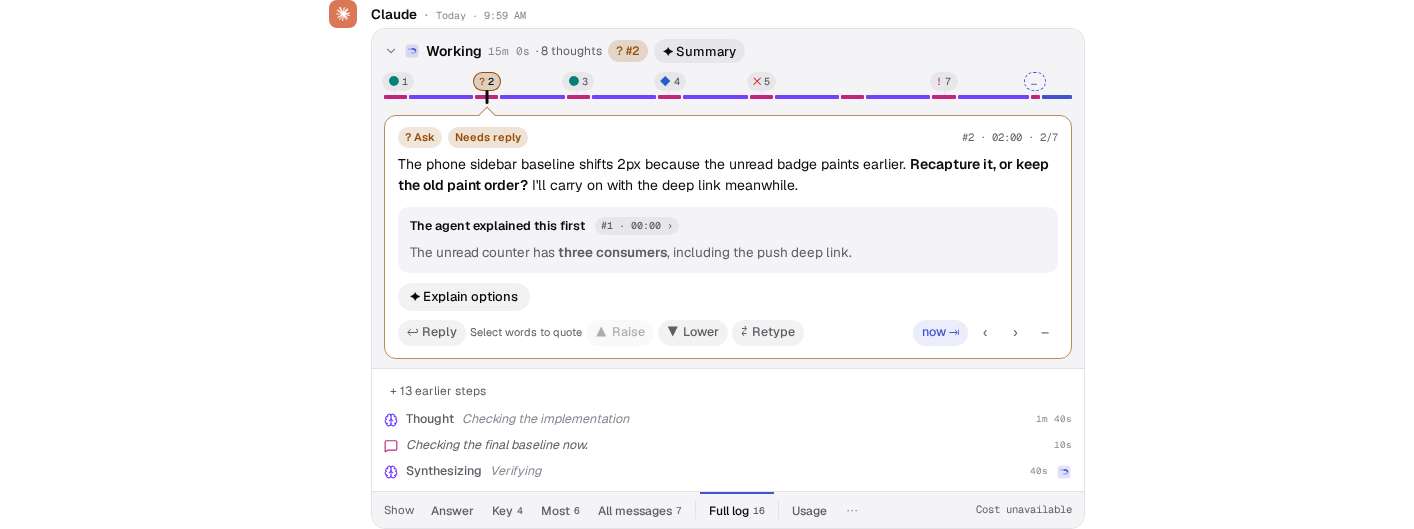 Claude · Today · 9:59 AM
Working 15m 0s · 8 thoughts ? #2 ✦ Summary
1 ? 2 3 4 5 ! 7 …
? Ask Needs reply #2 · 02:00 · 2/7
The phone sidebar baseline shifts 2px because the unread badge paints earlier. Recapture it, or keep
the old paint order? I'll carry on with the deep link meanwhile.
The agent explained this first #1 · 00:00 ›
The unread counter has three consumers, including the push deep link.
✦ Explain options
↩ Reply Select words to quote ▲ Raise ▼ Lower ⇄ Retype now ⇥ ‹ › −
+ 13 earlier steps
Thought Checking the implementation 1m 40s
Checking the final baseline now. 10s
Synthesizing Verifying 40s
Show Answer Key 4 Most 6 All messages 7 Full log 16 Usage ··· Cost unavailable